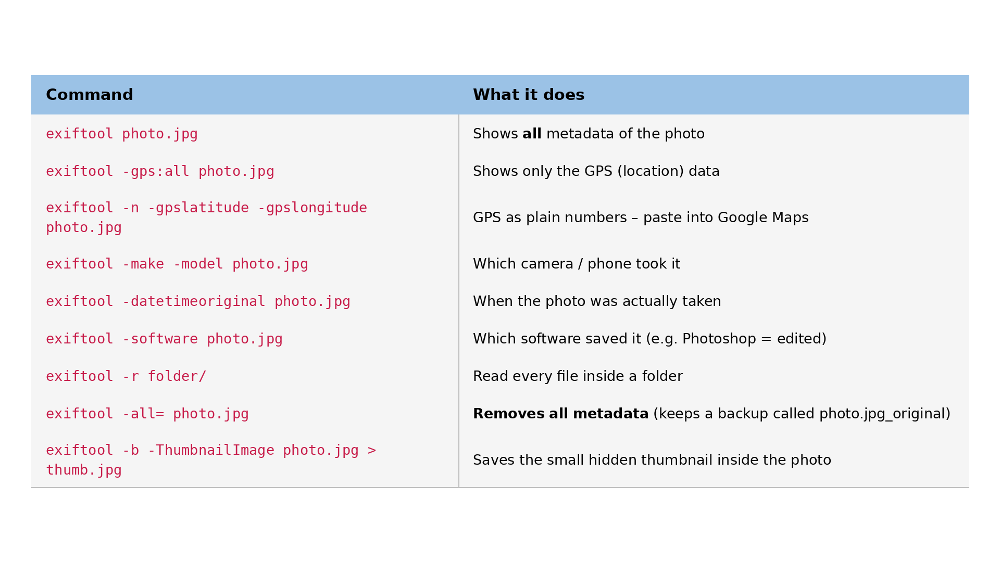 Command What it does
exiftool photo.jpg Shows all metadata of the photo
exiftool -gps:all photo.jpg Shows only the GPS (location) data
exiftool -n -gpslatitude -gpslongitude
photo.jpg
GPS as plain numbers – paste into Google Maps
exiftool -make -model photo.jpg Which camera / phone took it
exiftool -datetimeoriginal photo.jpg When the photo was actually taken
exiftool -software photo.jpg Which software saved it (e.g. Photoshop = edited)
exiftool -r folder/ Read every file inside a folder
exiftool -all= photo.jpg Removes all metadata (keeps a backup called photo.jpg_original)
exiftool -b -ThumbnailImage photo.jpg >
thumb.jpg
Saves the small hidden thumbnail inside the photo